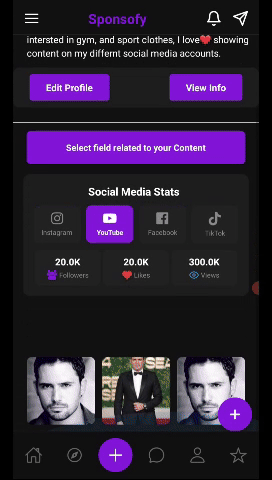 Sponsofy
intersted in gym, and sport clothes, I love❤️ showing
content on my differnt social media accounts.
Edit Profile
View Info
Select field related to your Content
Social Media Stats
Instagram
YouTube
Facebook
TikTok
20.0K
Followers
20.0K
Likes
300.0K
Views